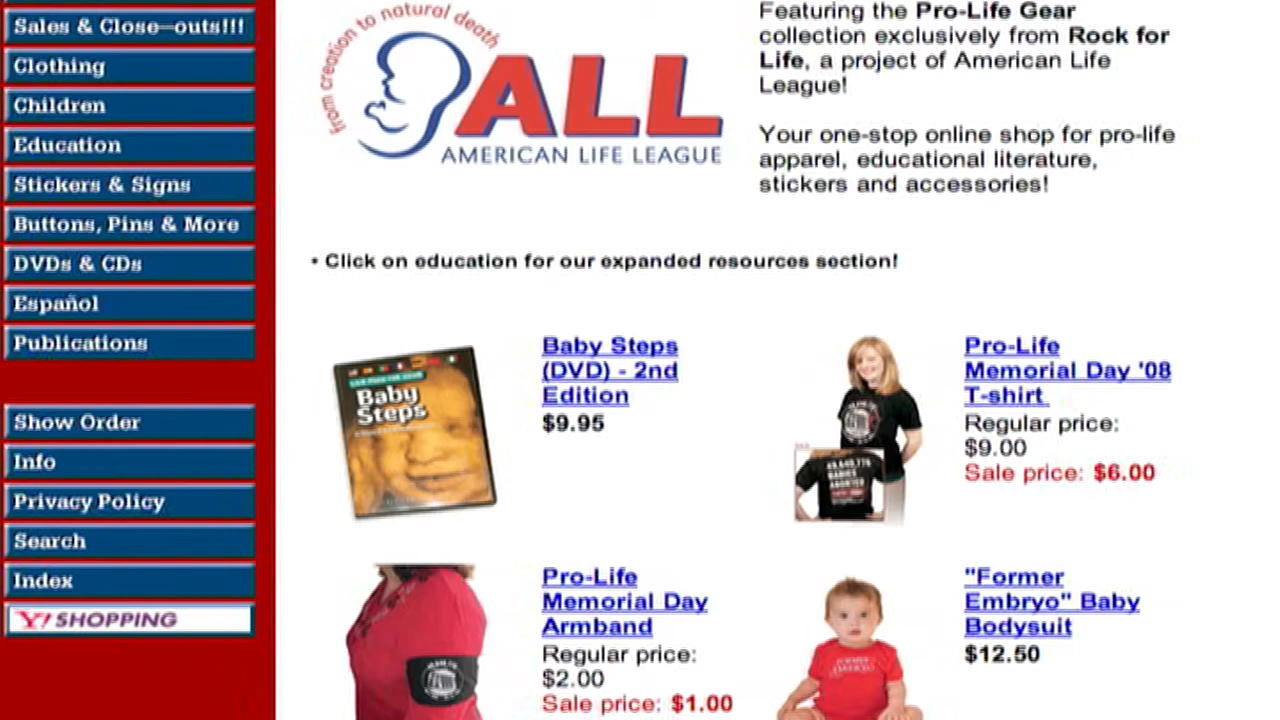 Sales & Close-outs!!!
Clothing
Children
Education
Stickers & Signs
Buttons, Pins & More
DVDs & CDs
Español
Publications
Show Order
Info
Privacy Policy
Search
Index
Y! SHOPPING
from creation to natural death
ALL
AMERICAN LIFE LEAGUE
Featuring the Pro-Life Gear
collection exclusively from Rock for
Life, a project of American Life
League!
Your one-stop online shop for pro-life
apparel, educational literature,
stickers and accessories!
• Click on education for our expanded resources section!
Baby
Steps
Baby Steps
(DVD) - 2nd
Edition
$9.95
BABIES
ABORTED
Pro-Life
Memorial Day '08
T-shirt
Regular price:
$9.00
Sale price: $6.00
Pro-Life
Memorial Day
Armband
Regular price:
$2.00
Sale price: $1.00
FORMER
EMBRYO
"Former
Embryo" Baby
Bodysuit
$12.50